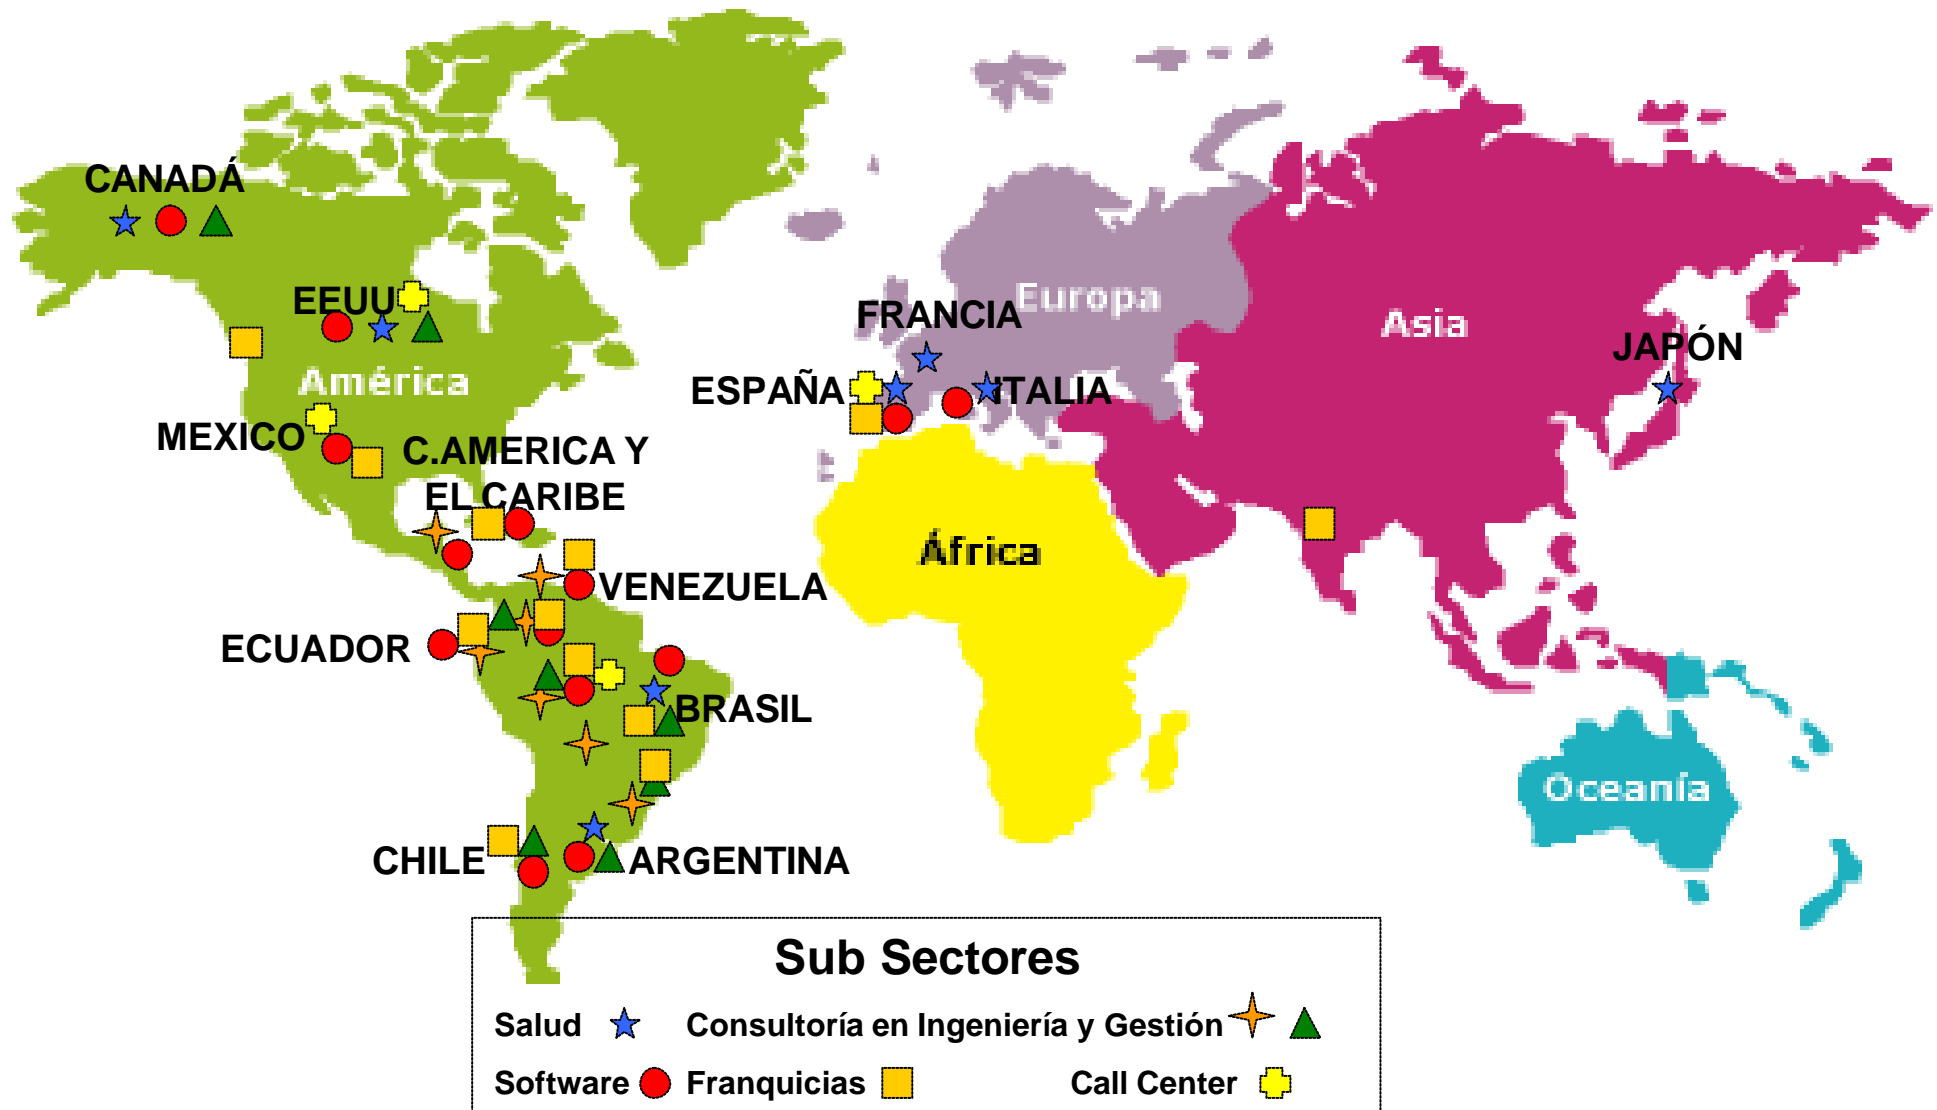 CANADÁ
EEUU
América
MEXICO
C.AMERICA Y
EL CARIBE
VENEZUELA
ECUADOR
BRASIL
CHILE
ARGENTINA
Europa
FRANCIA
ESPAÑA
ITALIA
África
Asia
JAPÓN
Oceanía
Sub Sectores
Salud Consultoría en Ingeniería y Gestión
Software Franquicias Call Center